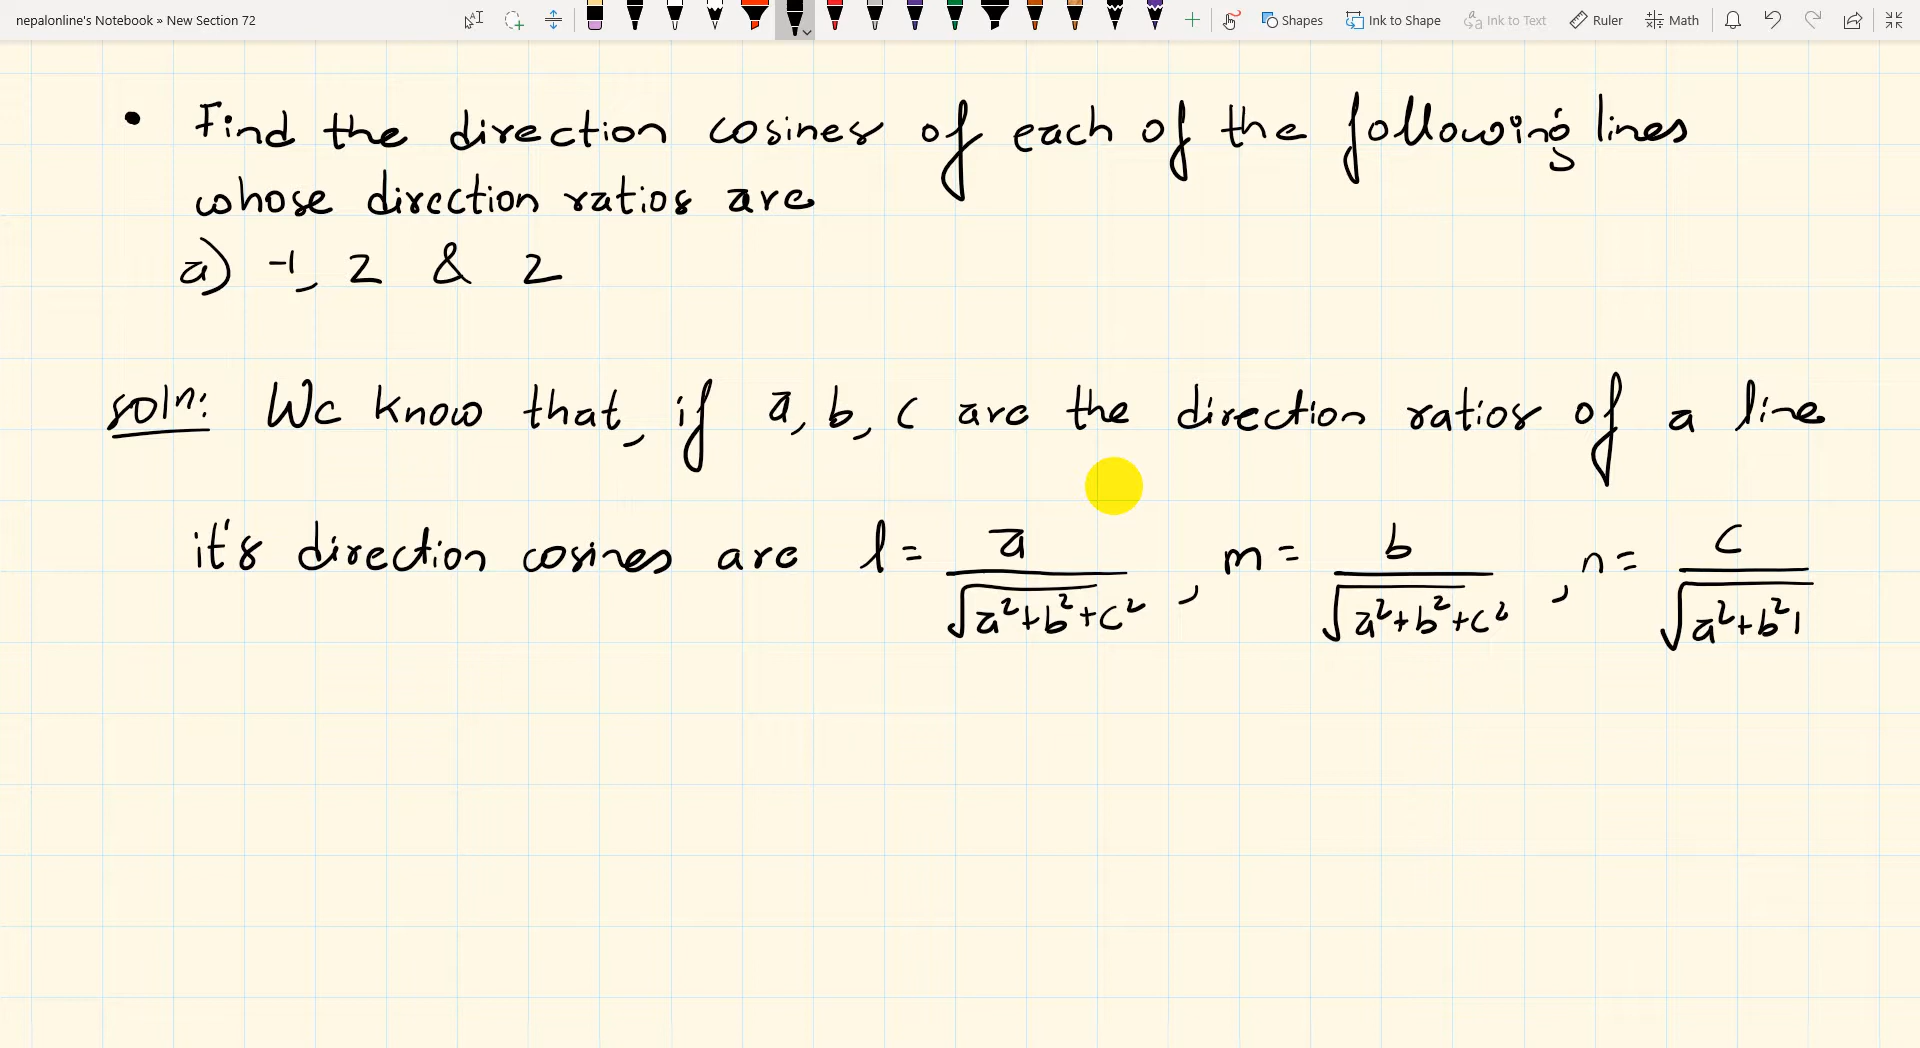 nepalonline's Notebook » New Section 72
Shapes Ink to Shape Ink to Text Ruler Math
• Find the direction cosines of each of the following lines
whose direction ratios are
a) -1, 2 & 2
soln: We know that, if a, b, c are the direction ratios of a line
it's direction cosines are l = a/√(a²+b²+c²), m = b/√(a²+b²+c²), n = c/√(a²+b²+